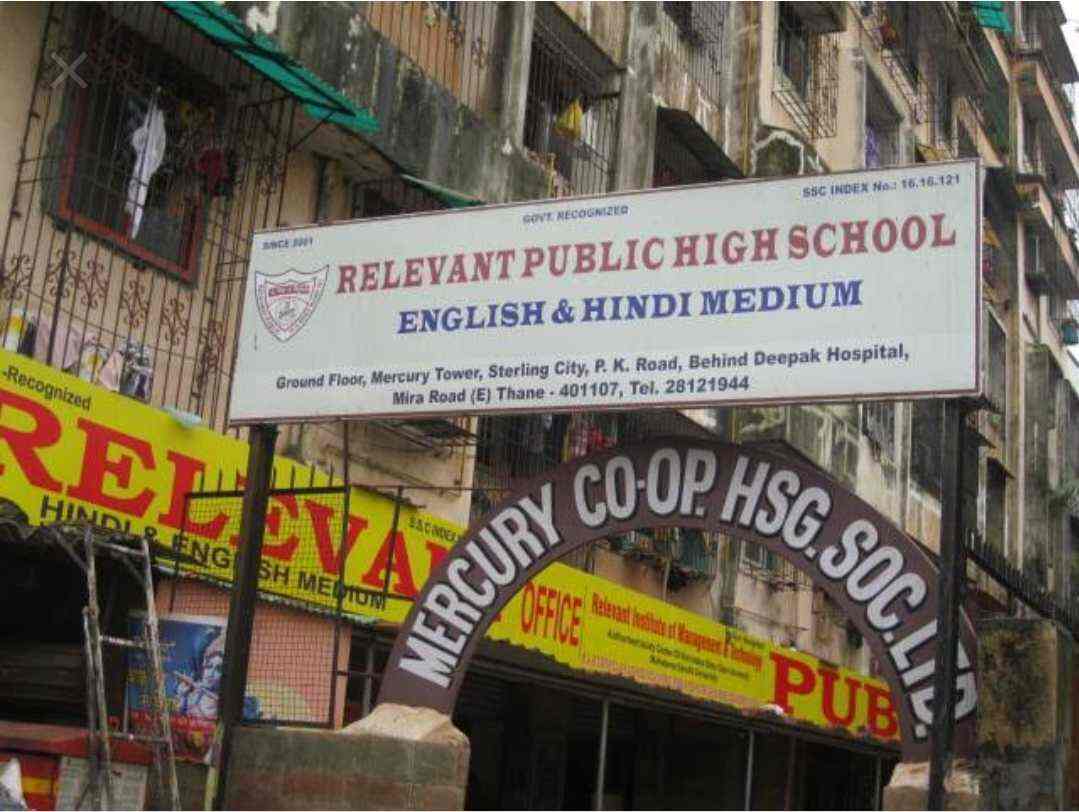 SINCE 2001
GOVT. RECOGNIZED
SSC INDEX No.: 16.16.121
RELEVANT PUBLIC HIGH SCHOOL
ENGLISH & HINDI MEDIUM
Ground Floor, Mercury Tower, Sterling City, P. K. Road, Behind Deepak Hospital,
Mira Road (E) Thane - 401107, Tel. 28121944
MERCURY CO-OP. HSG. SOC. LTD.
-Recognized
RELEVA
HINDI & ENGLISH MEDIUM
S.S.C INDEX
OFFICE
Relevant Institute of Management &
PUB